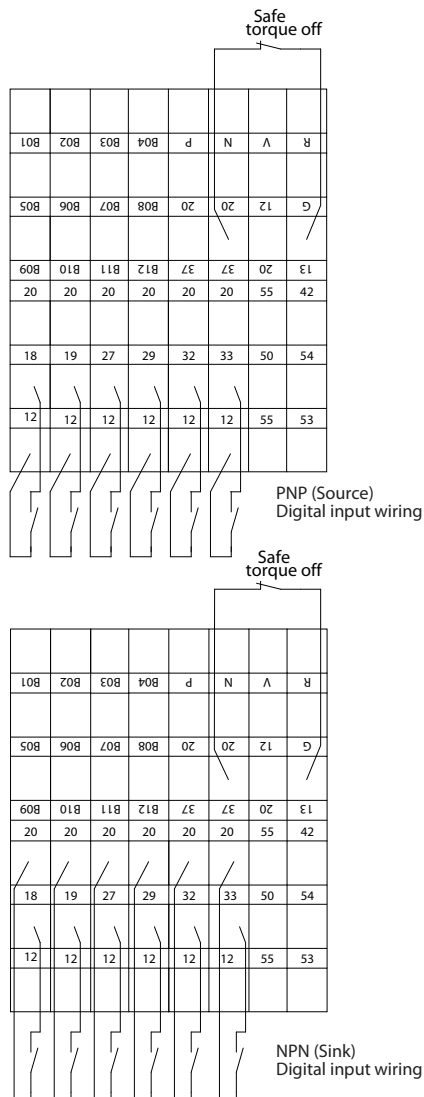 Safe
torque off
B01 B02 B03 B04 P N V R
B05 B06 B07 B08 20 20 12 G
B09 B10 B11 B12 37 37 20 13
20 20 20 20 20 20 55 42
18 19 27 29 32 33 50 54
12 12 12 12 12 12 55 53
PNP (Source)
Digital input wiring
Safe
torque off
B01 B02 B03 B04 P N V R
B05 B06 B07 B08 20 20 12 G
B09 B10 B11 B12 37 37 20 13
20 20 20 20 20 20 55 42
18 19 27 29 32 33 50 54
12 12 12 12 12 12 55 53
NPN (Sink)
Digital input wiring